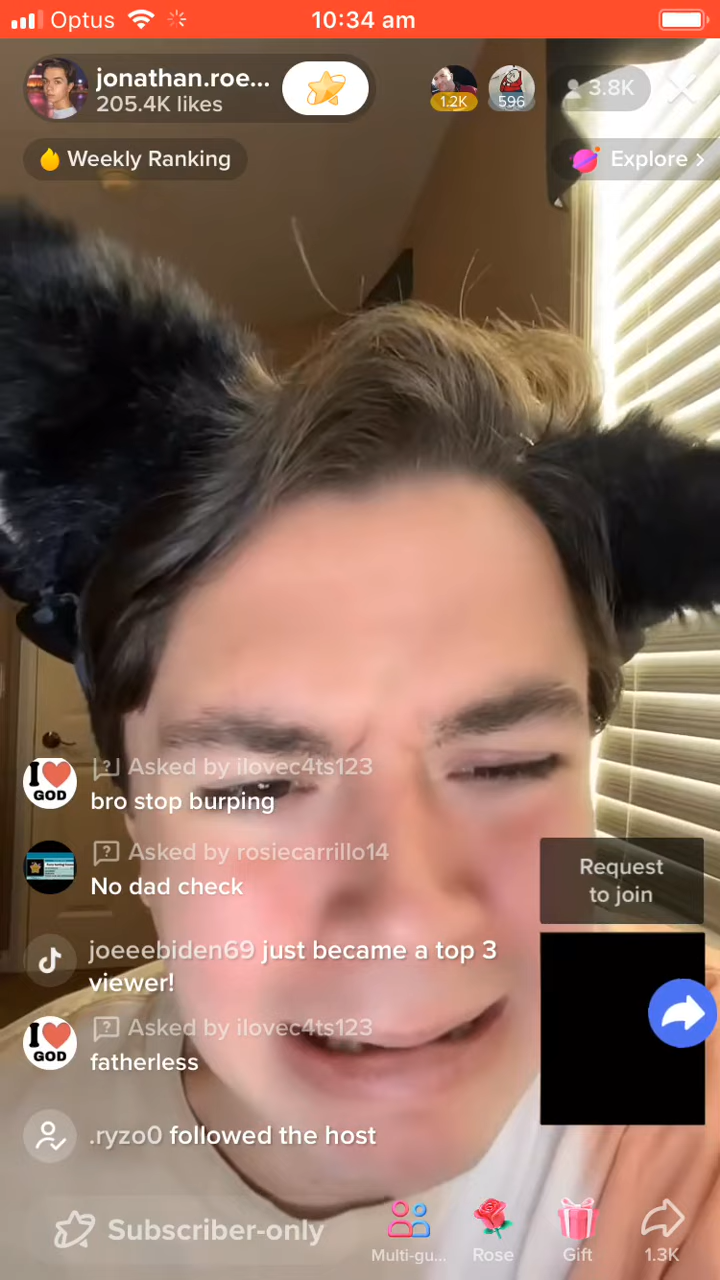 Optus
10:34 am
jonathan.roe...
205.4K likes
1.2K
596
3.8K
Weekly Ranking
Explore >
Asked by ilovec4ts123
I
GOD
bro stop burping
Asked by rosiecarrillo14
No dad check
joeeebiden69 just became a top 3
viewer!
Asked by ilovec4ts123
I
GOD
fatherless
.ryzo0 followed the host
Request
to join
Subscriber-only
Multi-gu...
Rose
Gift
1.3K